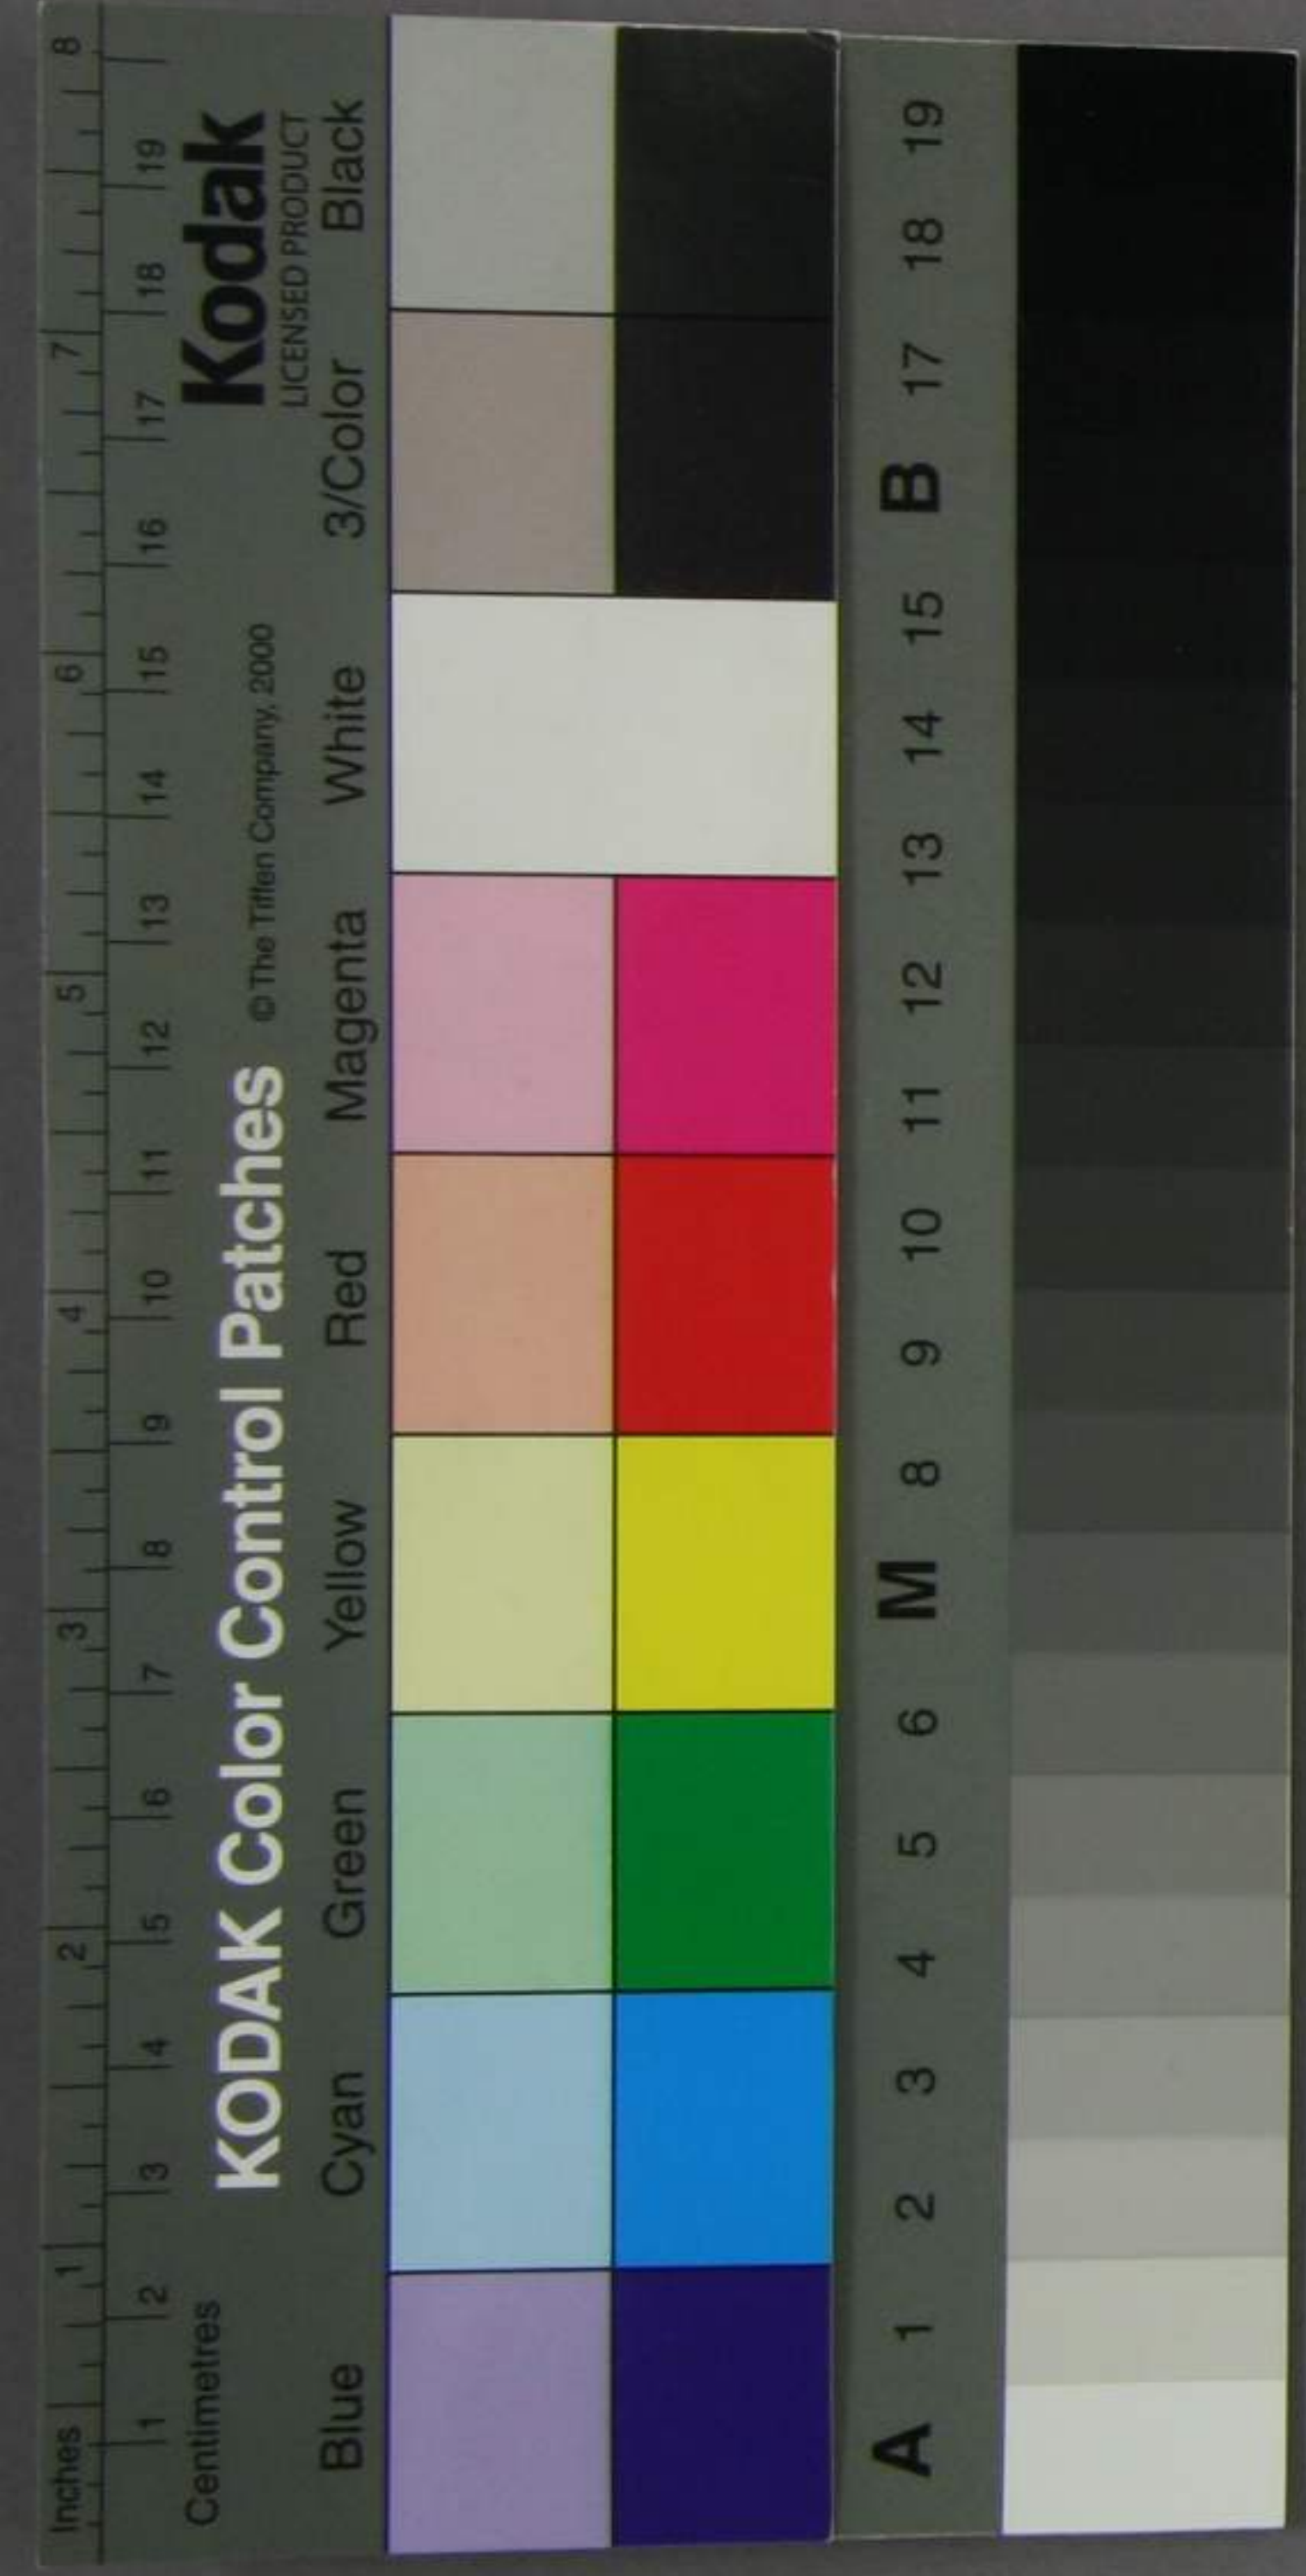 Inches 1 2 3 4 5 6 7 8
1 2 3 4 5 6 7 8 9 10 11 12 13 14 15 16 17 18 19
Centimetres
KODAK Color Control Patches © The Tiffen Company, 2000
Kodak
LICENSED PRODUCT
Blue Cyan Green Yellow Red Magenta White 3/Color Black
A 1 2 3 4 5 6 M 8 9 10 11 12 13 14 15 B 17 18 19